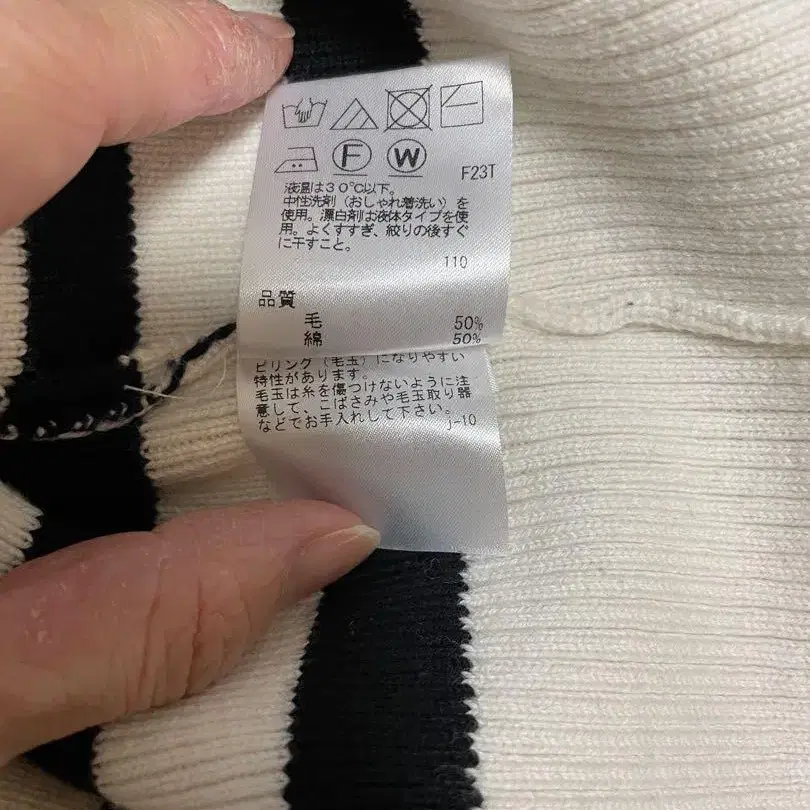 F W F23T
液温は30℃以下。
中性洗剤（おしゃれ着洗い）を
使用。漂白剤は液体タイプを使
用。よくすすぎ、絞りの後すぐ
に干すこと。
110
品質
毛 50%
綿 50%
ピリング（毛玉）になりやすい
特性があります。
毛玉は糸を傷つけないように注
意して、こばさみや毛玉取り器
などでお手入れして下さい。
j-10